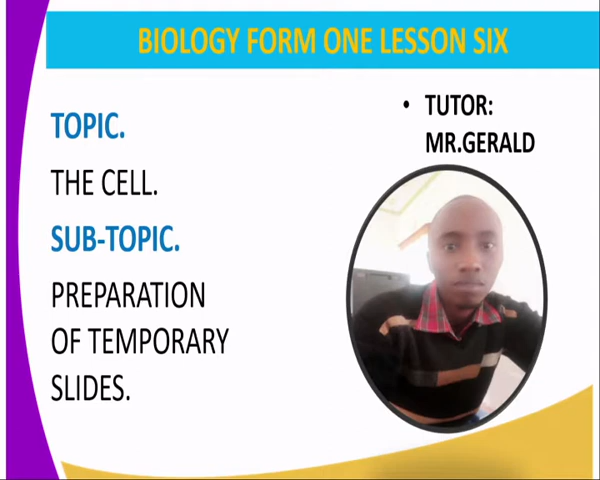 BIOLOGY FORM ONE LESSON SIX
TOPIC.
THE CELL.
SUB-TOPIC.
PREPARATION
OF TEMPORARY
SLIDES.
• TUTOR:
MR.GERALD